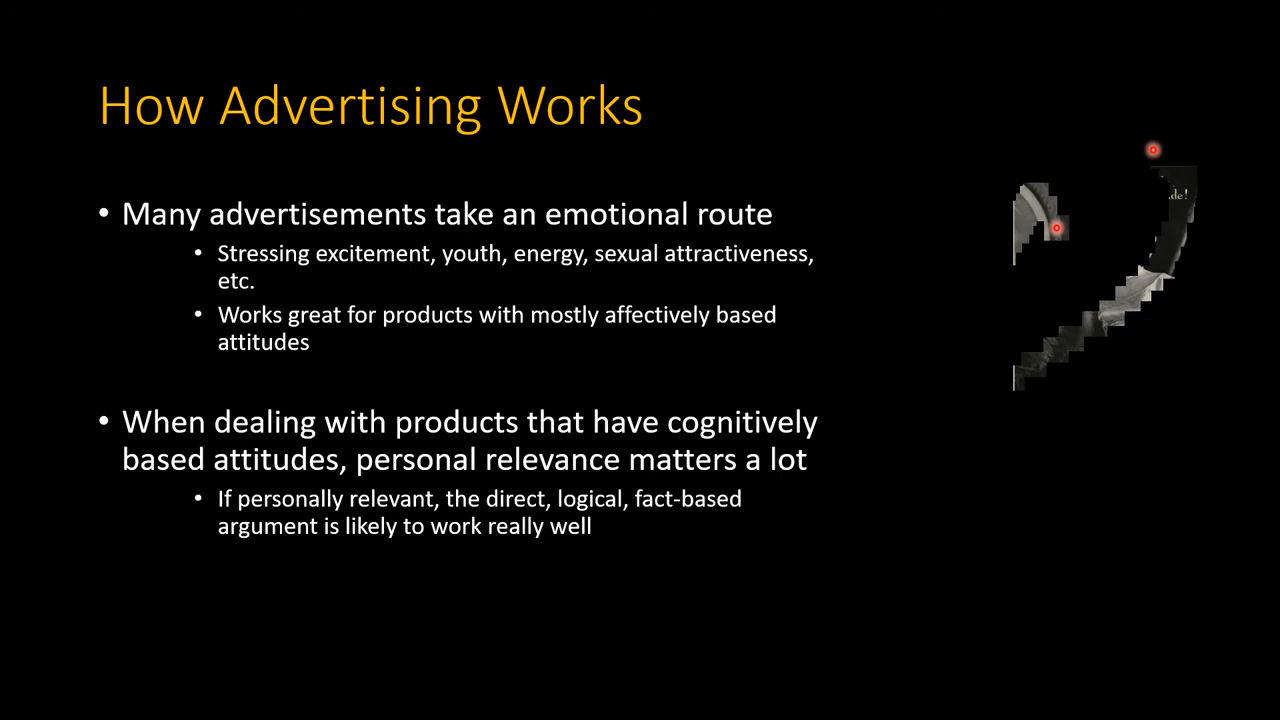 How Advertising Works
• Many advertisements take an emotional route
• Stressing excitement, youth, energy, sexual attractiveness,
etc.
• Works great for products with mostly affectively based
attitudes
• When dealing with products that have cognitively
based attitudes, personal relevance matters a lot
• If personally relevant, the direct, logical, fact-based
argument is likely to work really well